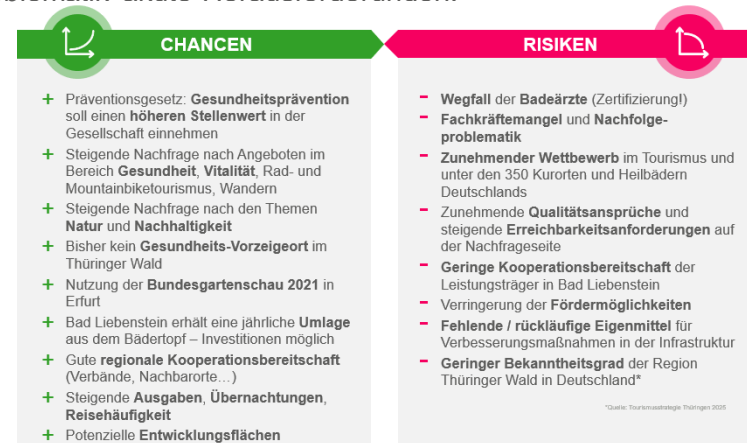 CHANCEN
+ Präventionsgesetz: Gesundheitsprävention
soll einen höheren Stellenwert in der
Gesellschaft einnehmen
+ Steigende Nachfrage nach Angeboten im
Bereich Gesundheit, Vitalität, Rad- und
Mountainbiketourismus, Wandern
+ Steigende Nachfrage nach den Themen
Natur und Nachhaltigkeit
+ Bisher kein Gesundheits-Vorzeigeort im
Thüringer Wald
+ Nutzung der Bundesgartenschau 2021 in
Erfurt
+ Bad Liebenstein erhält eine jährliche Umlage
aus dem Bädertopf – Investitionen möglich
+ Gute regionale Kooperationsbereitschaft
(Verbände, Nachbarorte…)
+ Steigende Ausgaben, Übernachtungen,
Reisehäufigkeit
+ Potenzielle Entwicklungsflächen
RISIKEN
- Wegfall der Badeärzte (Zertifizierung!)
- Fachkräftemangel und Nachfolge-
problematik
- Zunehmender Wettbewerb im Tourismus und
unter den 350 Kurorten und Heilbädern
Deutschlands
- Zunehmende Qualitätsansprüche und
steigende Erreichbarkeitsanforderungen auf
der Nachfrageseite
- Geringe Kooperationsbereitschaft der
Leistungsträger in Bad Liebenstein
- Verringerung der Fördermöglichkeiten
- Fehlende / rückläufige Eigenmittel für
Verbesserungsmaßnahmen in der Infrastruktur
- Geringer Bekanntheitsgrad der Region
Thüringer Wald in Deutschland*
*Quelle: Tourismusstrategie Thüringen 2025